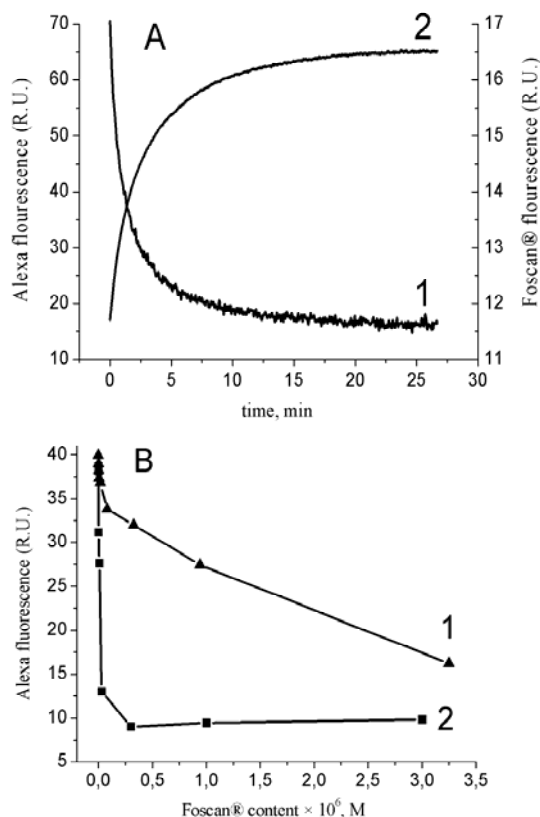 A
2
1
Alexa flourescence (R.U.)
70
60
50
40
30
20
10
Foscan® flourescence (R.U.)
17
16
15
14
13
12
11
0 5 10 15 20 25 30
time, min
B
1
2
Alexa fluorescence (R.U.)
40
35
30
25
20
15
10
5
0,0 0,5 1,0 1,5 2,0 2,5 3,0 3,5
Foscan® content × 10⁶, M